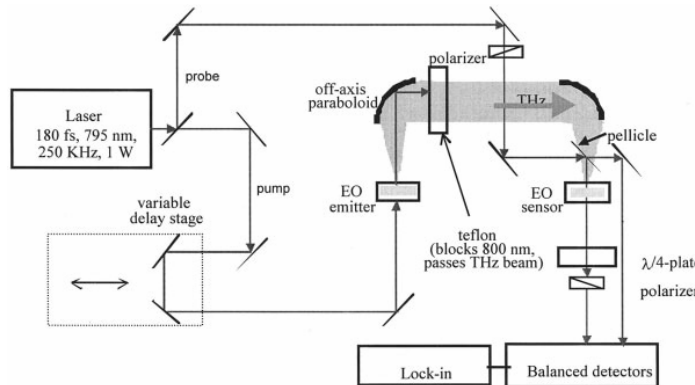 polarizer
probe
off-axis
paraboloid
Laser
180 fs, 795 nm,
250 KHz, 1 W
THz
pellicle
pump
EO
emitter
EO
sensor
variable
delay stage
teflon
(blocks 800 nm,
passes THz beam)
λ/4-plate
polarizer
Lock-in
Balanced detectors